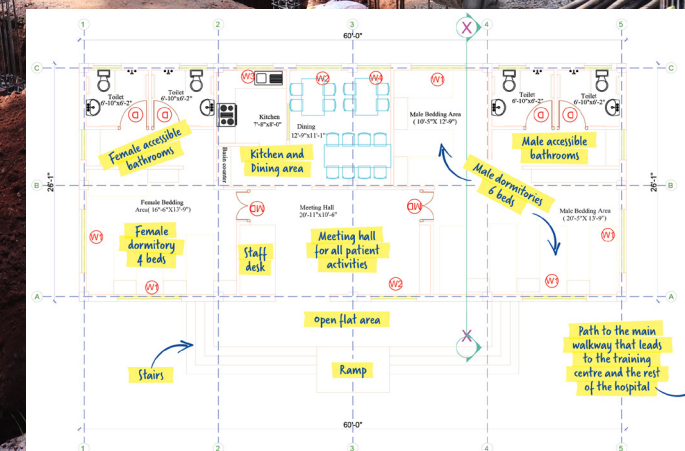 1
2
3
X
4
5
60'-0"
C
W3
W2
W4
W1
C
Toilet
6'-10"x6'-2"
Toilet
6'-10"x6'-2"
D
D
Kitchen
7'-8"x8'-0"
Dining
12'-9"x11'-1"
Male Bedding Area
( 10'-5"X 12'-9")
Toilet
6'-10"x6'-2"
Toilet
6'-10"x6'-2"
D
D
Female accessible
bathrooms
Kitchen and
Dining area
Basin counter
Male accessible
bathrooms
Male dormitories
6 beds
26'-1"
B
B
26'-1"
Female Bedding
Area( 16'-6"X13'-9")
MD
Meeting Hall
20'-11"x10'-6"
MD
Male Bedding Area
( 20'-5"X 13'-9")
Female
dormitory
4 beds
W1
W1
Staff
desk
Meeting hall
for all patient
activities
W1
W2
W1
A
A
Open flat area
X
Stairs
Ramp
Path to the main
walkway that leads
to the training
centre and the rest
of the hospital
60'-0"
1
2
3
4
5